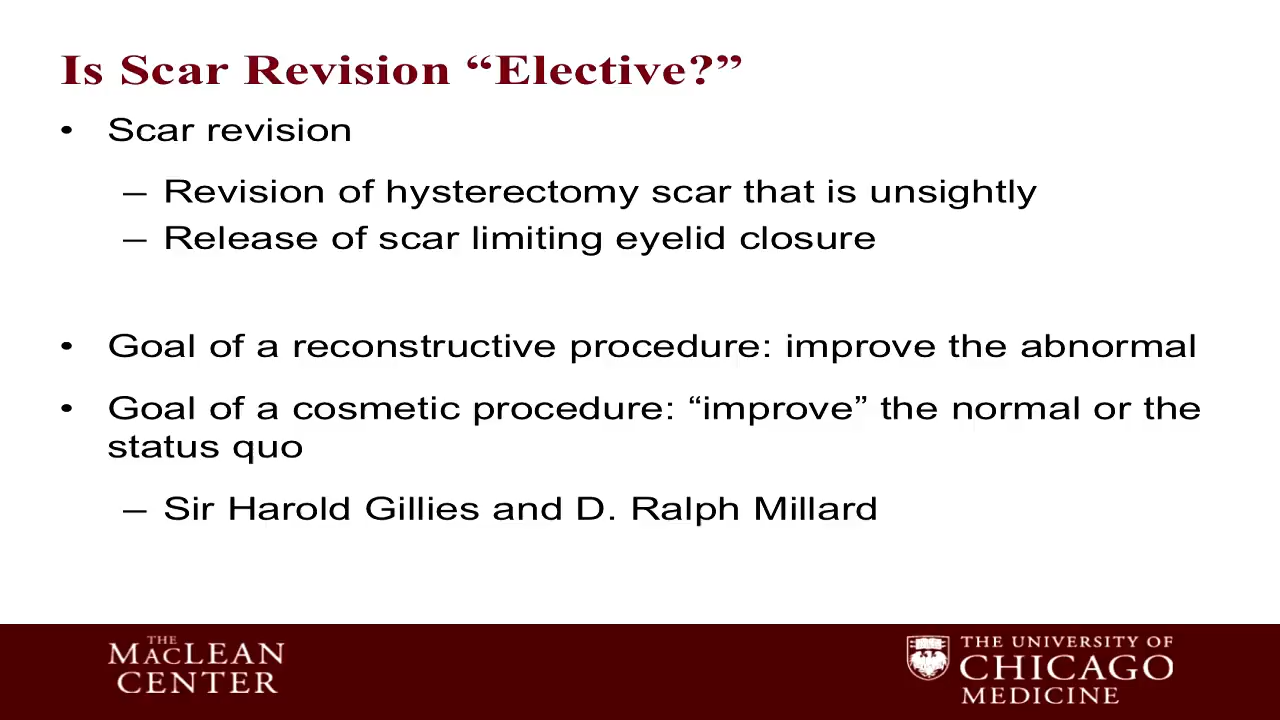 Is Scar Revision “Elective?”
• Scar revision
– Revision of hysterectomy scar that is unsightly
– Release of scar limiting eyelid closure
• Goal of a reconstructive procedure: improve the abnormal
• Goal of a cosmetic procedure: “improve” the normal or the
status quo
– Sir Harold Gillies and D. Ralph Millard
THE
MACLEAN
CENTER
THE UNIVERSITY OF
CHICAGO
MEDICINE